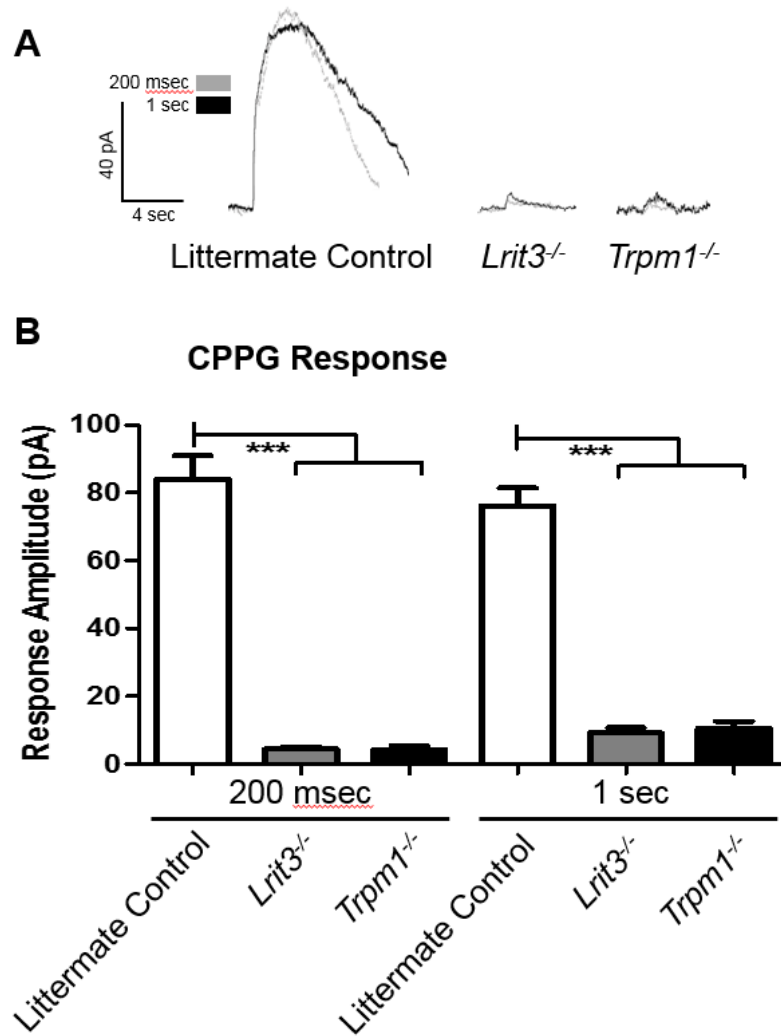 A
200 msec
1 sec
40 pA
4 sec
Littermate Control
Lrit3-/-
Trpm1-/-
B
CPPG Response
Response Amplitude (pA)
100
80
60
40
20
0
***
***
200 msec
1 sec
Littermate Control
Lrit3-/-
Trpm1-/-
Littermate Control
Lrit3-/-
Trpm1-/-